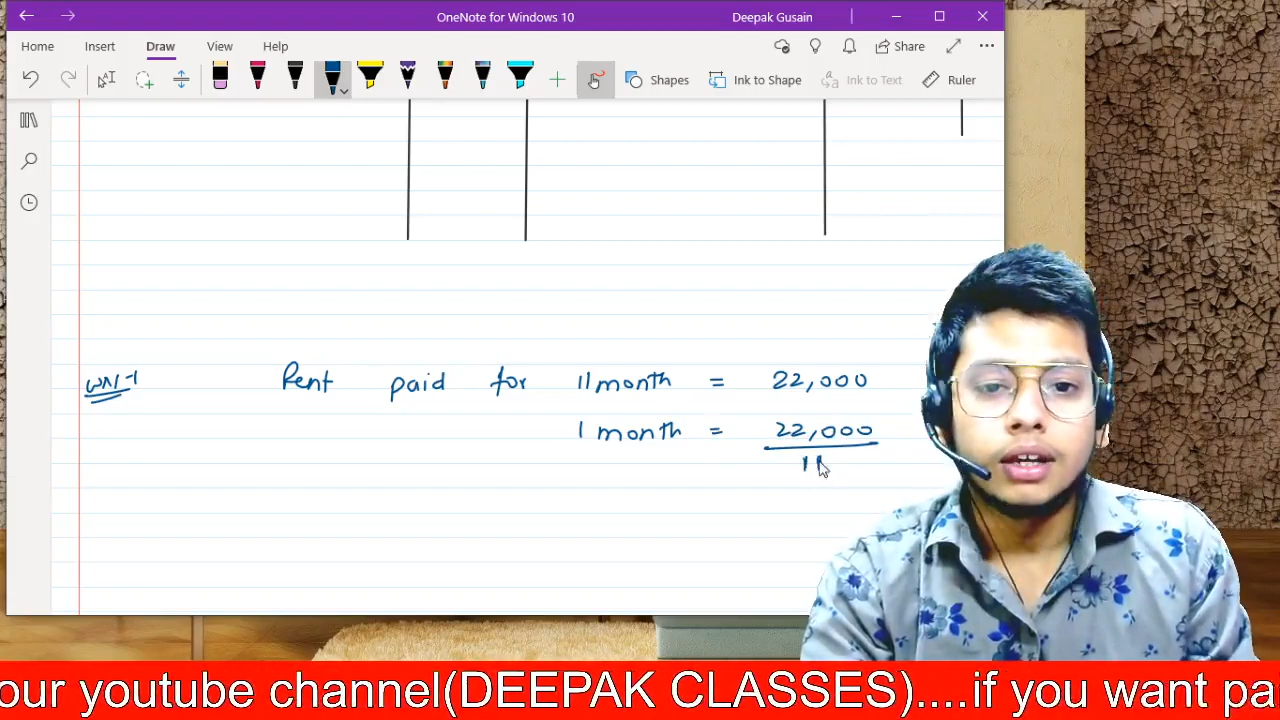 OneNote for Windows 10
Deepak Gusain
Home Insert Draw View Help Share
Shapes Ink to Shape Ink to Text Ruler
WN-1 Rent paid for 11 month = 22,000
1 month = 22,000
11
our youtube channel(DEEPAK CLASSES)....if you want pa